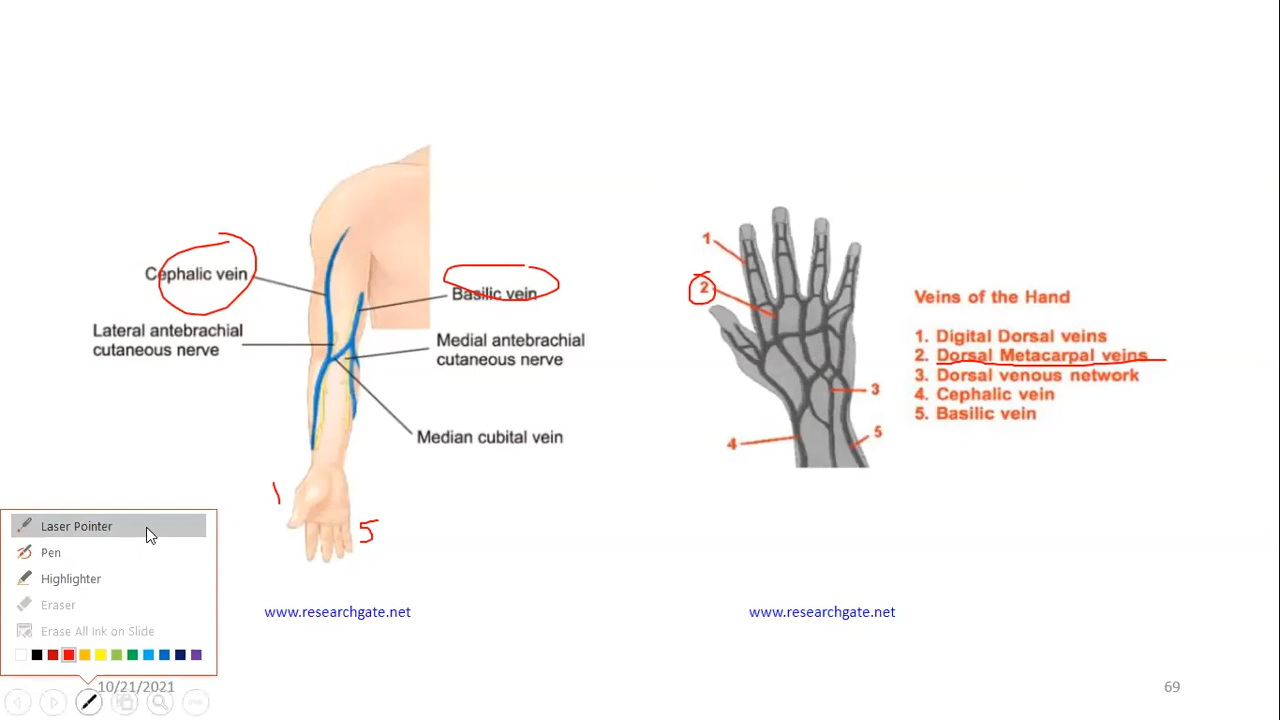 Cephalic vein
Basilic vein
Lateral antebrachial
cutaneous nerve
Medial antebrachial
cutaneous nerve
Median cubital vein
1
5
www.researchgate.net
1
2
3
4
5
Veins of the Hand
1. Digital Dorsal veins
2. Dorsal Metacarpal veins
3. Dorsal venous network
4. Cephalic vein
5. Basilic vein
www.researchgate.net
Laser Pointer
Pen
Highlighter
Eraser
Erase All Ink on Slide
10/21/2021
69